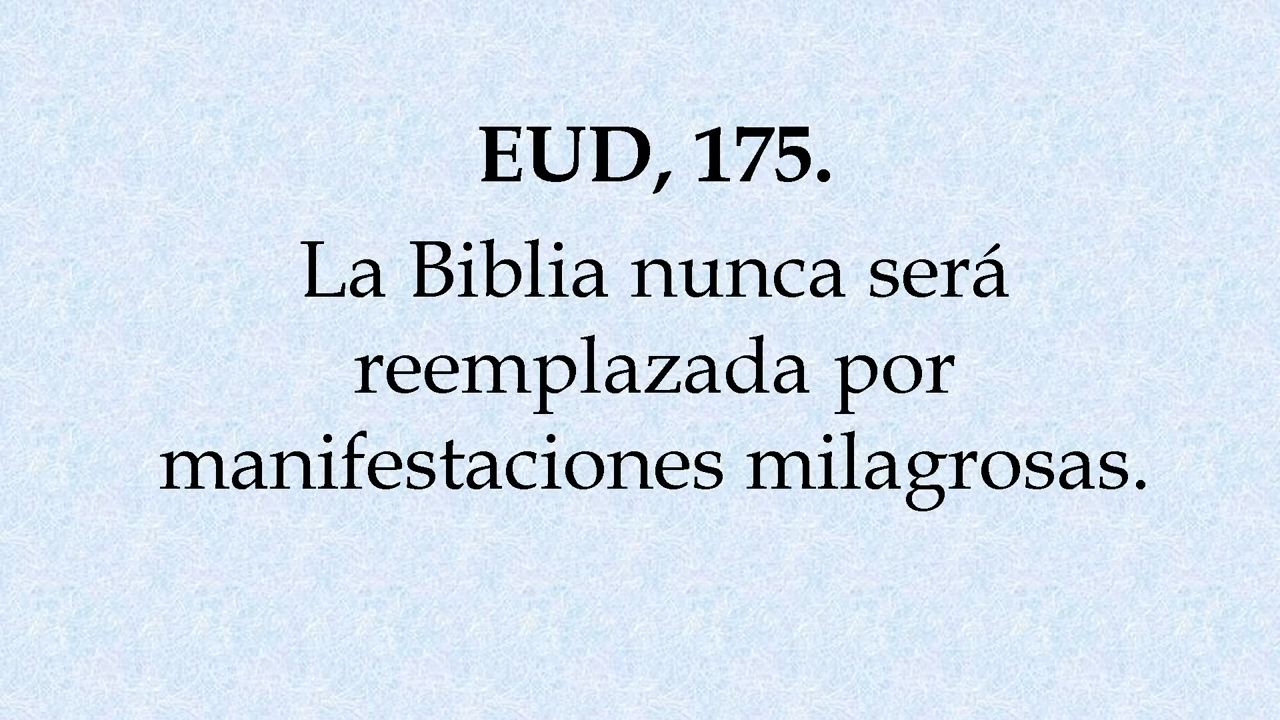 EUD, 175.
La Biblia nunca será
reemplazada por
manifestaciones milagrosas.